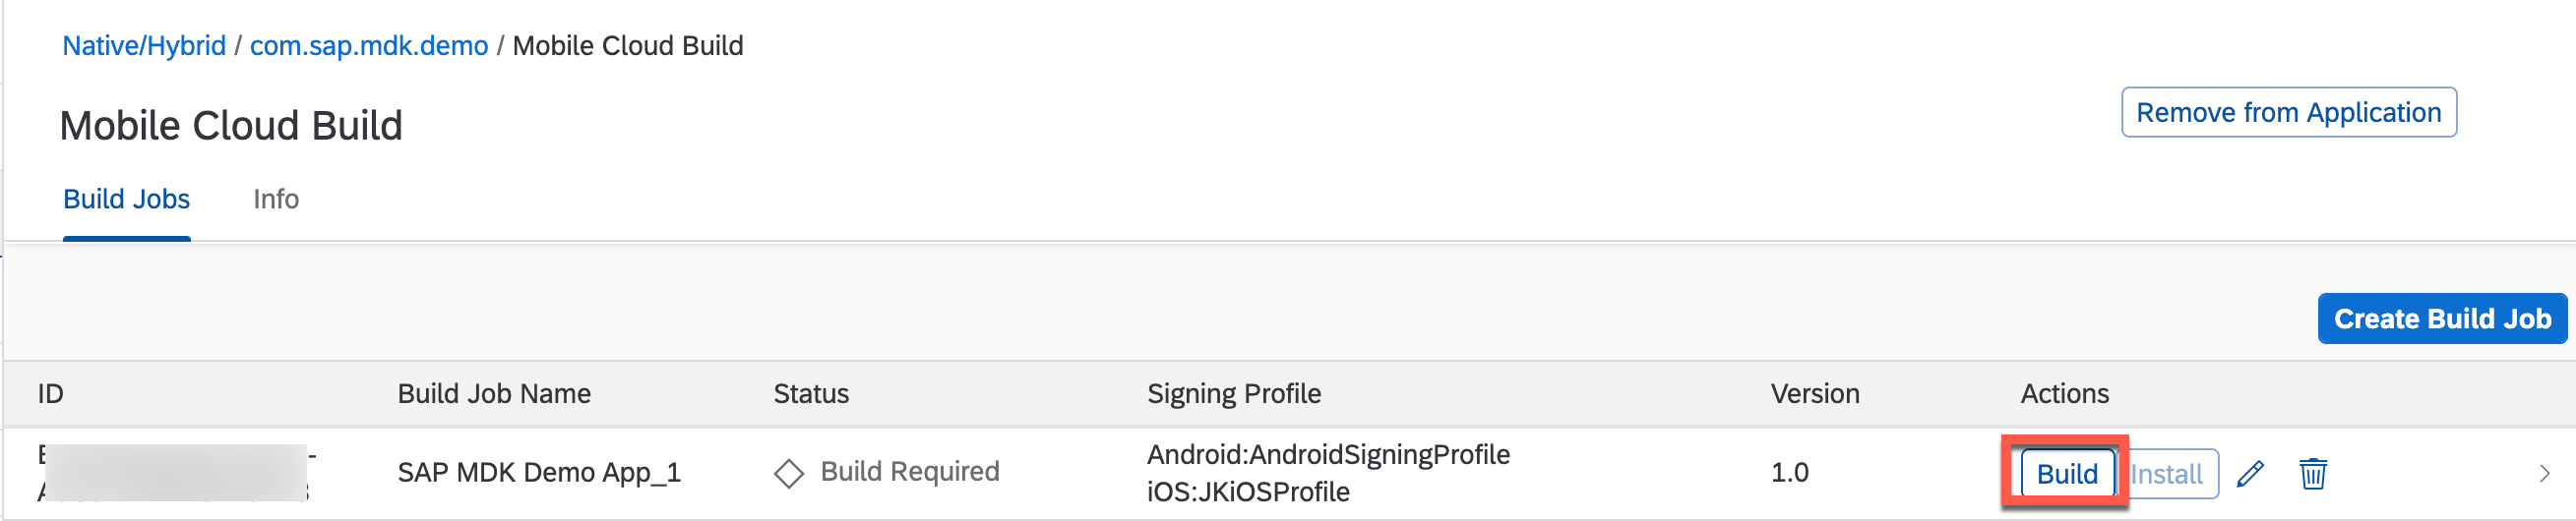 Native/Hybrid / com.sap.mdk.demo / Mobile Cloud Build
Mobile Cloud Build
Remove from Application
Build Jobs Info
Create Build Job
ID Build Job Name Status Signing Profile Version Actions
SAP MDK Demo App_1 Build Required Android:AndroidSigningProfile 1.0 Build Install
iOS:JKiOSProfile